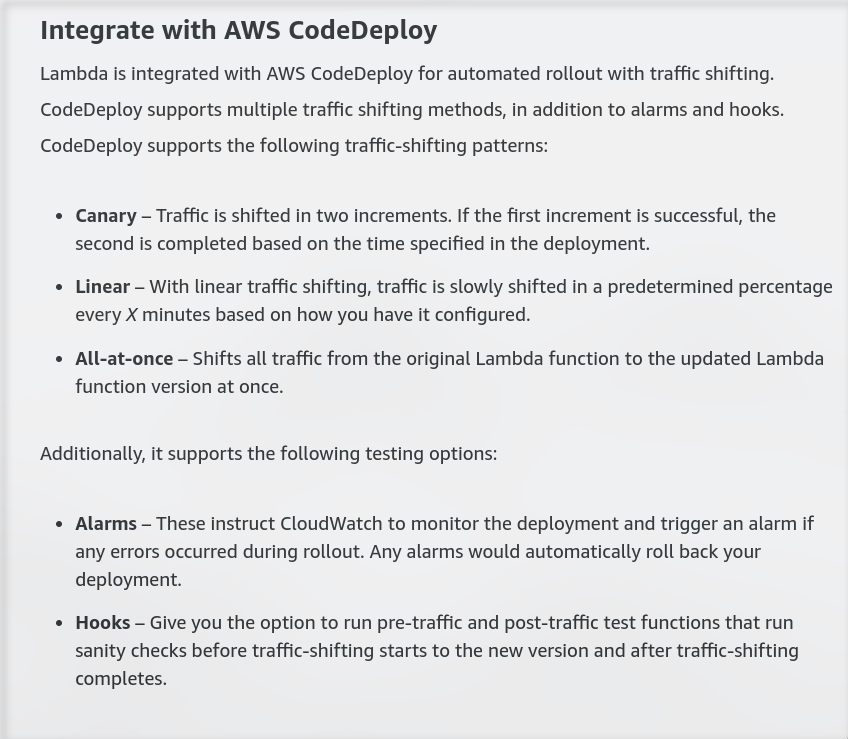 Integrate with AWS CodeDeploy
Lambda is integrated with AWS CodeDeploy for automated rollout with traffic shifting.
CodeDeploy supports multiple traffic shifting methods, in addition to alarms and hooks.
CodeDeploy supports the following traffic-shifting patterns:
• Canary – Traffic is shifted in two increments. If the first increment is successful, the
second is completed based on the time specified in the deployment.
• Linear – With linear traffic shifting, traffic is slowly shifted in a predetermined percentage
every X minutes based on how you have it configured.
• All-at-once – Shifts all traffic from the original Lambda function to the updated Lambda
function version at once.
Additionally, it supports the following testing options:
• Alarms – These instruct CloudWatch to monitor the deployment and trigger an alarm if
any errors occurred during rollout. Any alarms would automatically roll back your
deployment.
• Hooks – Give you the option to run pre-traffic and post-traffic test functions that run
sanity checks before traffic-shifting starts to the new version and after traffic-shifting
completes.